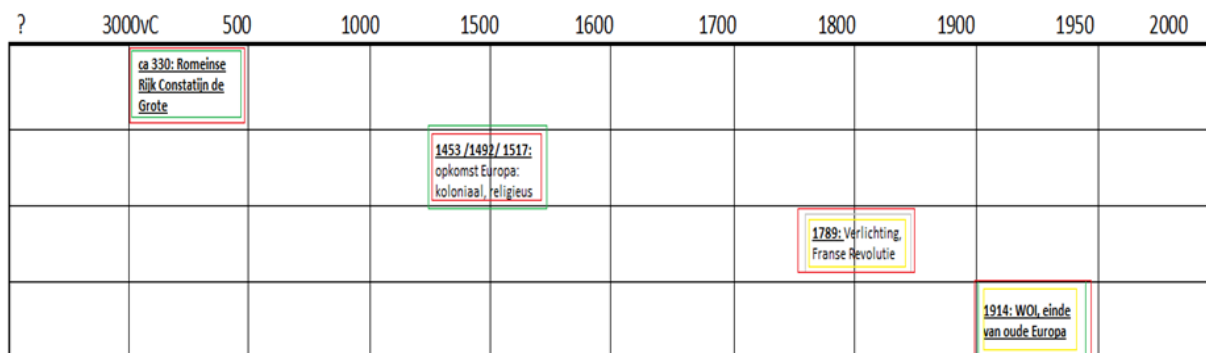 ? 3000vC 500 1000 1500 1600 1700 1800 1900 1950 2000
ca 330: Romeinse
Rijk Constatijn de
Grote
1453 /1492/ 1517:
opkomst Europa:
koloniaal, religieus
1789: Verlichting,
Franse Revolutie
1914: WOI, einde
van oude Europa